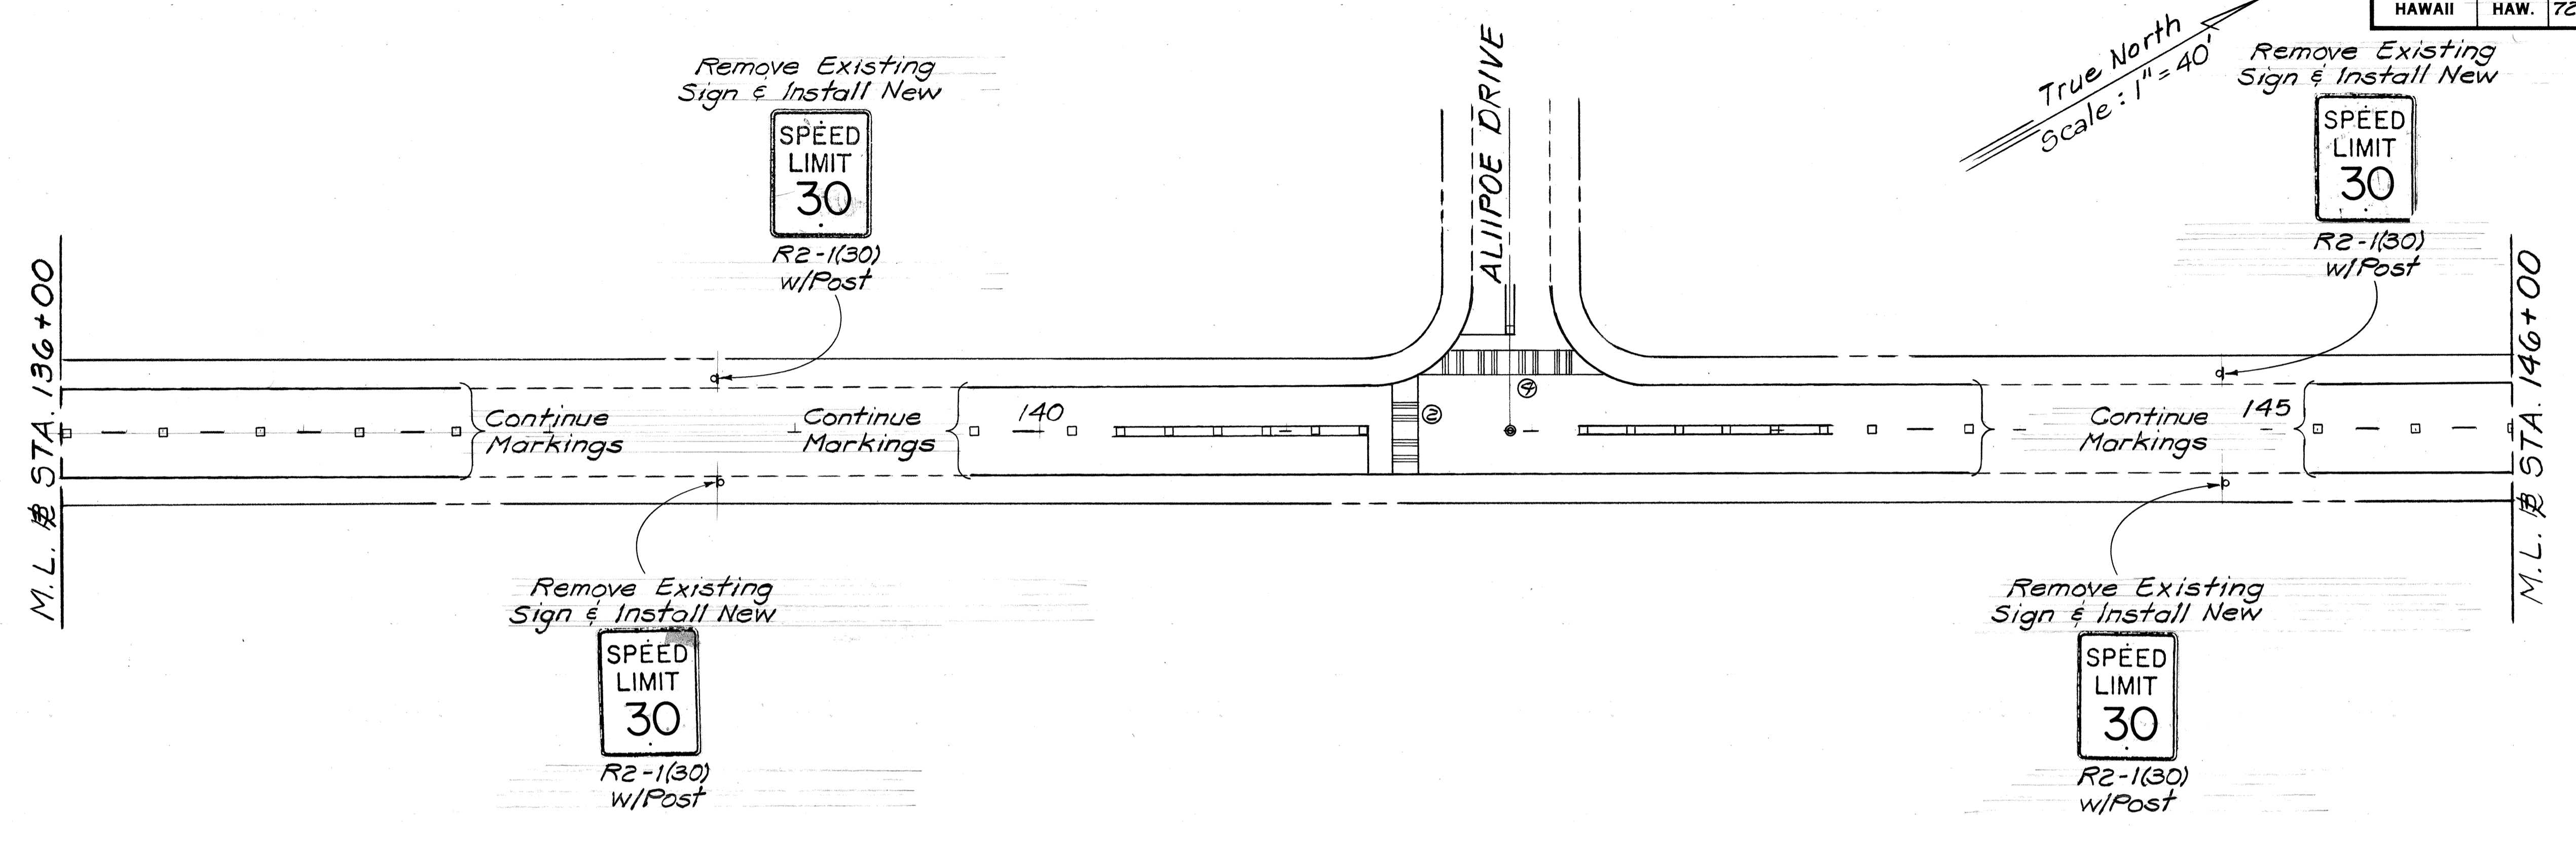 HAWAII HAW. 72
True North
Scale : 1" = 40'
Remove Existing
Sign & Install New
SPEED
LIMIT
30
R2-1(30)
w/Post
ALIIPOE DRIVE
Remove Existing
Sign & Install New
SPEED
LIMIT
30
R2-1(30)
w/Post
M.L. STA. 136+00
Continue
Markings
Continue
Markings
140
②
④
Continue
Markings
145
M.L. STA. 146+00
Remove Existing
Sign & Install New
SPEED
LIMIT
30
R2-1(30)
w/Post
Remove Existing
Sign & Install New
SPEED
LIMIT
30
R2-1(30)
w/Post